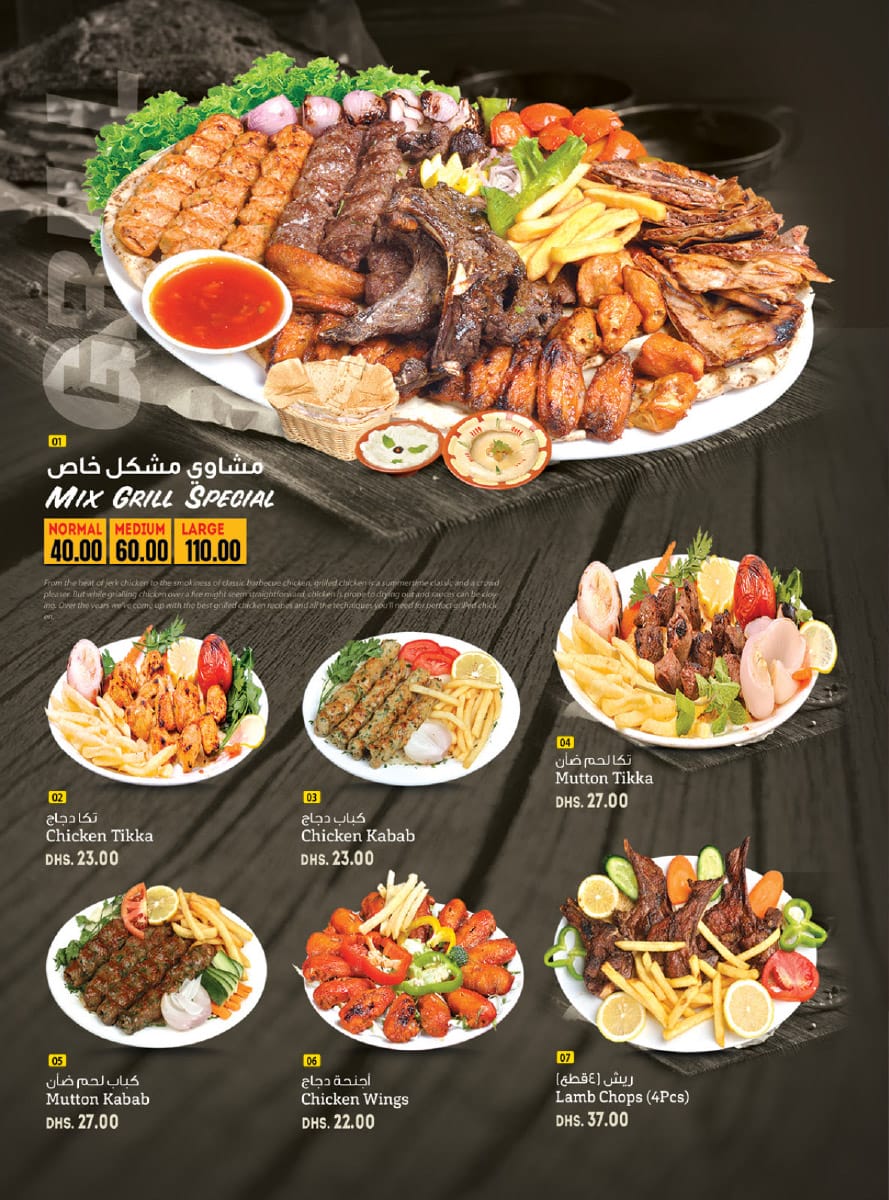 GRILL
01
مشاوي مشكل خاص
MIX GRILL SPECIAL
NORMAL MEDIUM LARGE
40.00 60.00 110.00
From the heat of jerk chicken to the smokiness of classic barbecue chicken, grilled chicken is a summertime classic and a crowd
pleaser. But while grialling chicken over a fire might seem straightforward, chicken is prone to drying out and sauces can be cloy-
ing. Over the years we've come up with the best grilled chicken recipes and all the techniques you'll need for perfect grilled chick-
en.
02
تكا دجاج
Chicken Tikka
DHS. 23.00
03
كباب دجاج
Chicken Kabab
DHS. 23.00
04
تكا لحم ضأن
Mutton Tikka
DHS. 27.00
05
كباب لحم ضأن
Mutton Kabab
DHS. 27.00
06
أجنحة دجاج
Chicken Wings
DHS. 22.00
07
ريش (٤قطع)
Lamb Chops (4Pcs)
DHS. 37.00